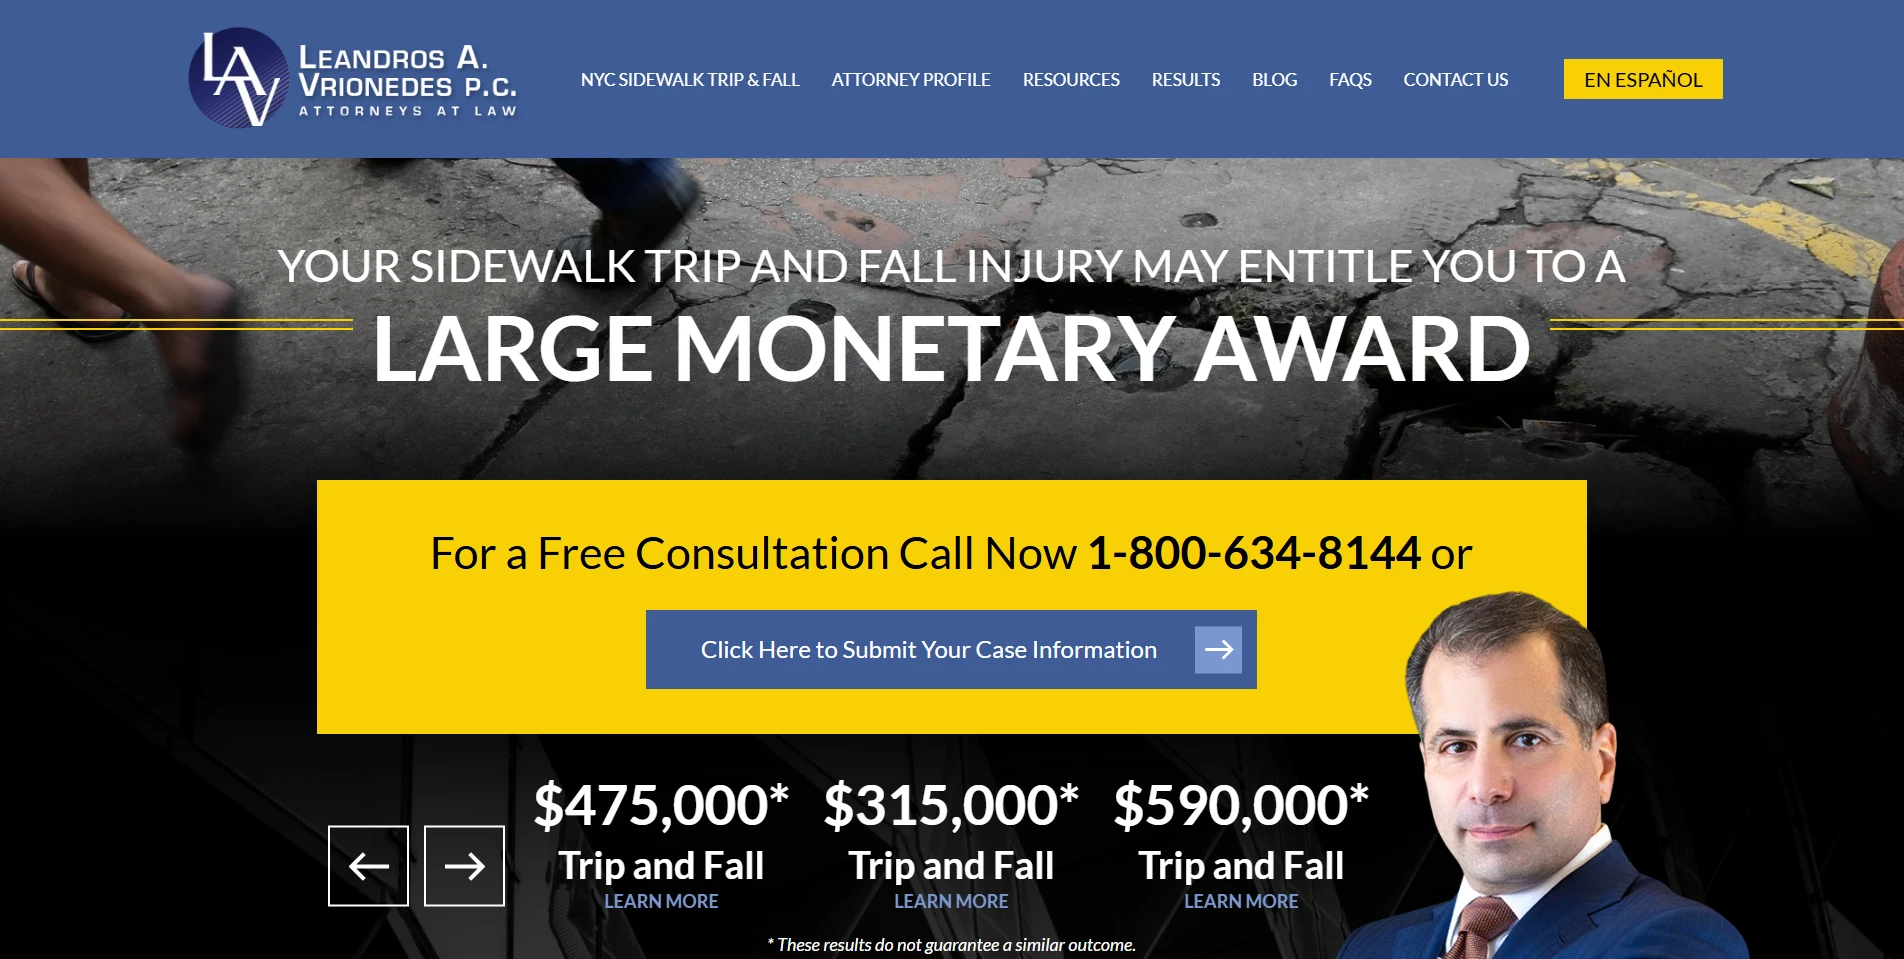 LAV
LEANDROS A.
VRIONEDES P.C.
ATTORNEYS AT LAW
NYC SIDEWALK TRIP & FALL
ATTORNEY PROFILE
RESOURCES
RESULTS
BLOG
FAQS
CONTACT US
EN ESPAÑOL
YOUR SIDEWALK TRIP AND FALL INJURY MAY ENTITLE YOU TO A
LARGE MONETARY AWARD
For a Free Consultation Call Now 1-800-634-8144 or
Click Here to Submit Your Case Information
$475,000*
Trip and Fall
LEARN MORE
$315,000*
Trip and Fall
LEARN MORE
$590,000*
Trip and Fall
LEARN MORE
* These results do not guarantee a similar outcome.